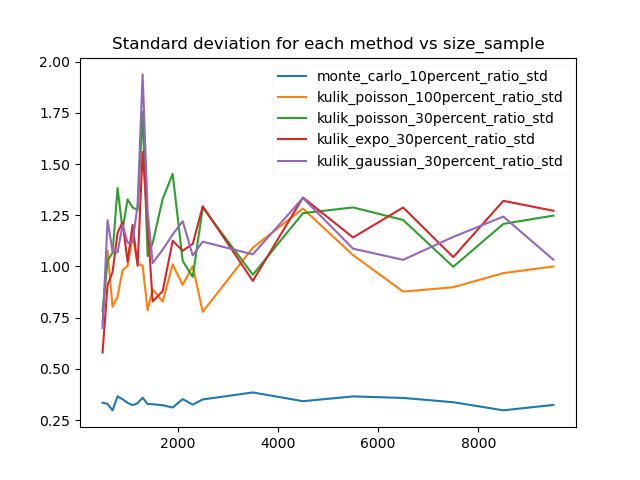 Standard deviation for each method vs size_sample
2.00
1.75
1.50
1.25
1.00
0.75
0.50
0.25
monte_carlo_10percent_ratio_std
kulik_poisson_100percent_ratio_std
kulik_poisson_30percent_ratio_std
kulik_expo_30percent_ratio_std
kulik_gaussian_30percent_ratio_std
2000 4000 6000 8000